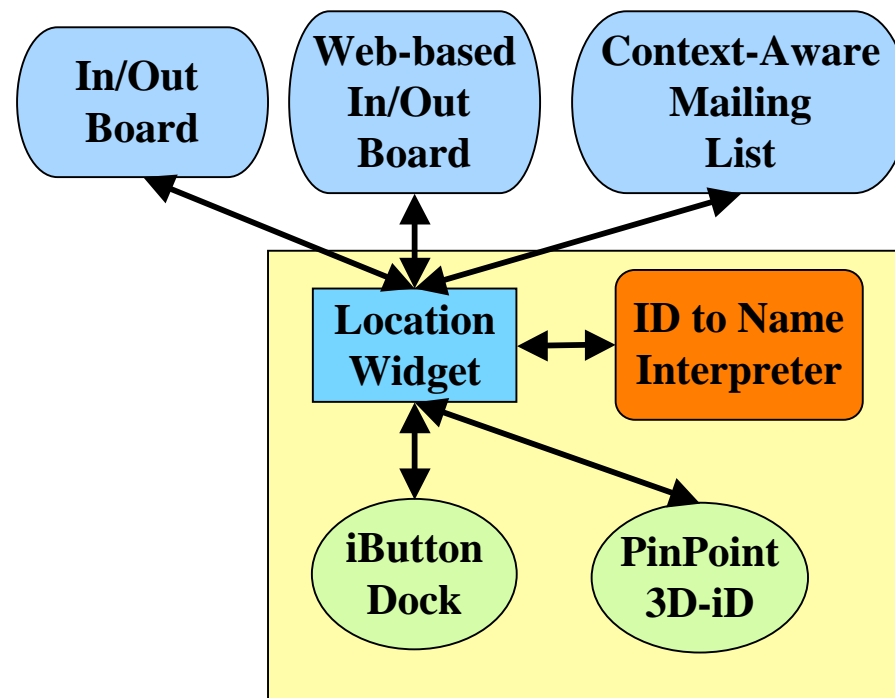 In/Out
Board
Web-based
In/Out
Board
Context-Aware
Mailing
List
Location
Widget
ID to Name
Interpreter
iButton
Dock
PinPoint
3D-iD